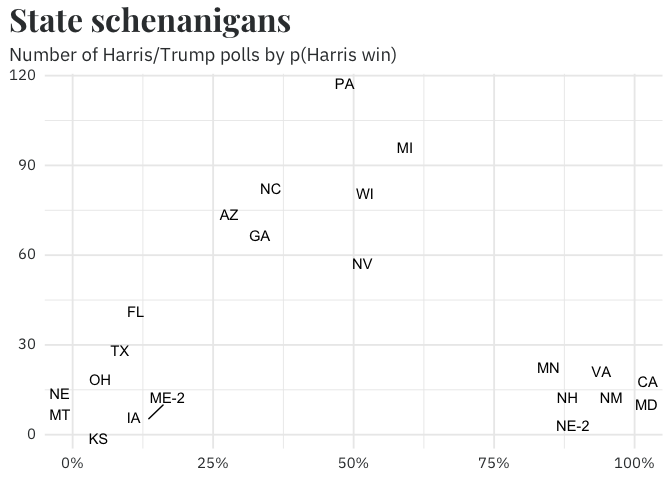 State schenanigans
Number of Harris/Trump polls by p(Harris win)
120
PA
MI
90
NC
WI
AZ
GA
60
NV
FL
30
TX
MN
VA
OH
CA
NE
ME-2
NH
NM
MD
MT
IA
NE-2
0
KS
0%
25%
50%
75%
100%